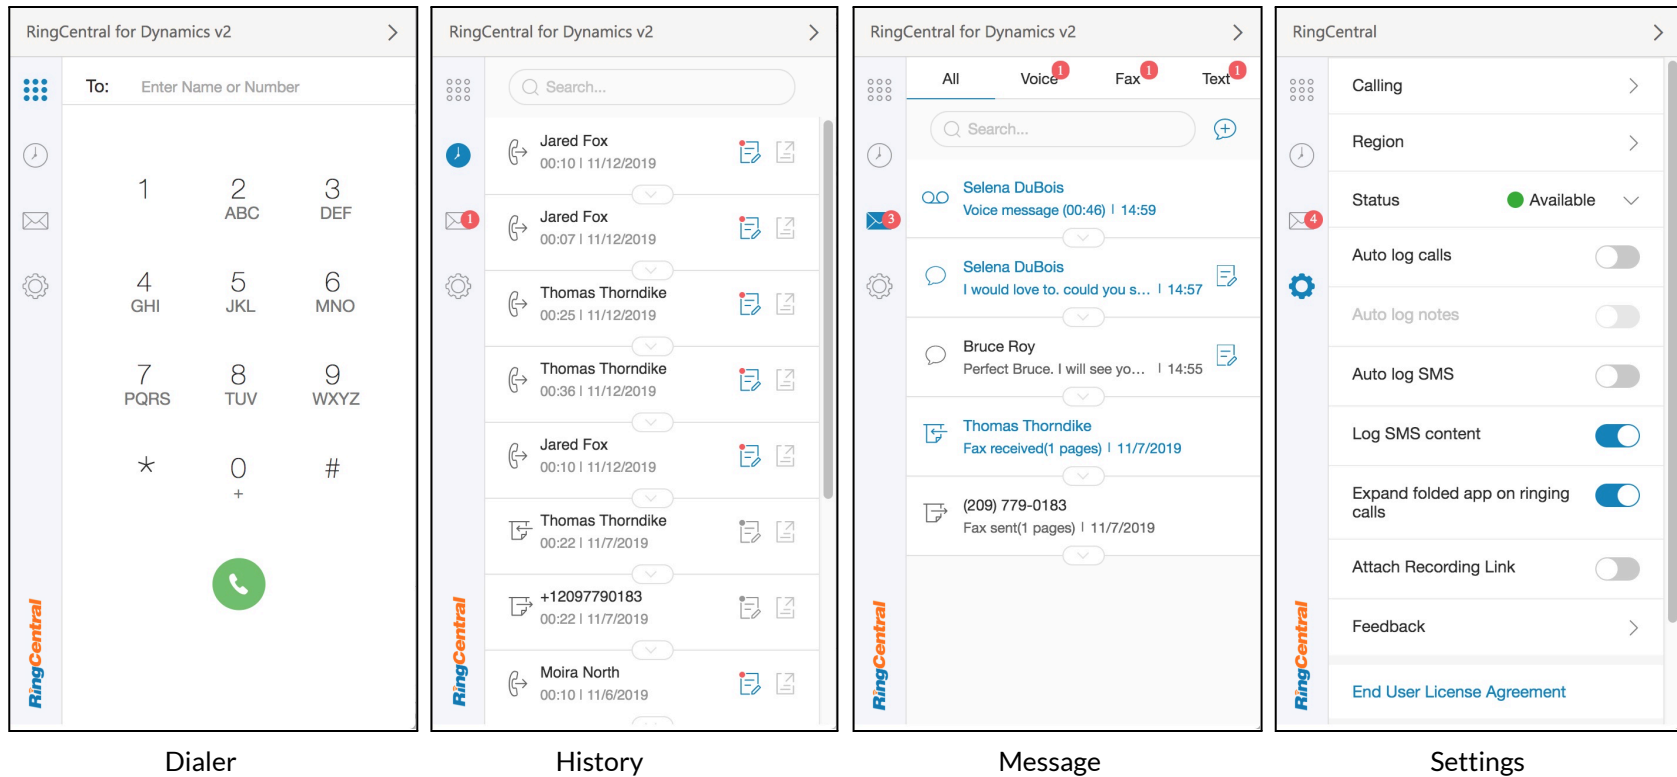 RingCentral for Dynamics v2
To: Enter Name or Number
1
2
ABC
3
DEF
4
GHI
5
JKL
6
MNO
7
PQRS
8
TUV
9
WXYZ
*
0
+
#
RingCentral
Dialer
RingCentral for Dynamics v2
Search...
1
Jared Fox
00:10 | 11/12/2019
Jared Fox
00:07 | 11/12/2019
Thomas Thorndike
00:25 | 11/12/2019
Thomas Thorndike
00:36 | 11/12/2019
Jared Fox
00:10 | 11/12/2019
Thomas Thorndike
00:22 | 11/7/2019
+12097790183
00:22 | 11/7/2019
Moira North
00:10 | 11/6/2019
RingCentral
History
RingCentral for Dynamics v2
All Voice 1 Fax 1 Text 1
Search...
3
Selena DuBois
Voice message (00:46) | 14:59
Selena DuBois
I would love to. could you s... | 14:57
Bruce Roy
Perfect Bruce. I will see yo... | 14:55
Thomas Thorndike
Fax received(1 pages) | 11/7/2019
(209) 779-0183
Fax sent(1 pages) | 11/7/2019
RingCentral
Message
RingCentral
4
Calling
Region
Status Available
Auto log calls
Auto log notes
Auto log SMS
Log SMS content
Expand folded app on ringing
calls
Attach Recording Link
Feedback
End User License Agreement
RingCentral
Settings